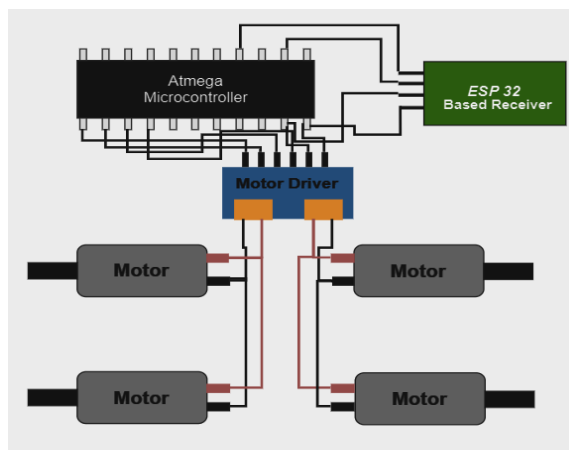 Atmega
Microcontroller
ESP 32
Based Receiver
Motor Driver
Motor
Motor
Motor
Motor